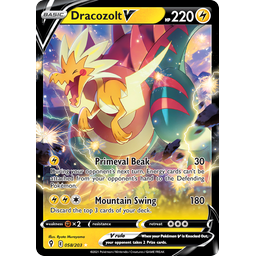 BASIC
Dracozolt V
HP 220
Primeval Beak 30
During your opponent's next turn, Energy cards can't be
attached from your opponent's hand to the Defending
Pokémon.
Mountain Swing 180
Discard the top 3 cards of your deck.
weakness ×2 resistance retreat
V rule When your Pokémon V is Knocked Out,
your opponent takes 2 Prize cards.
058/203